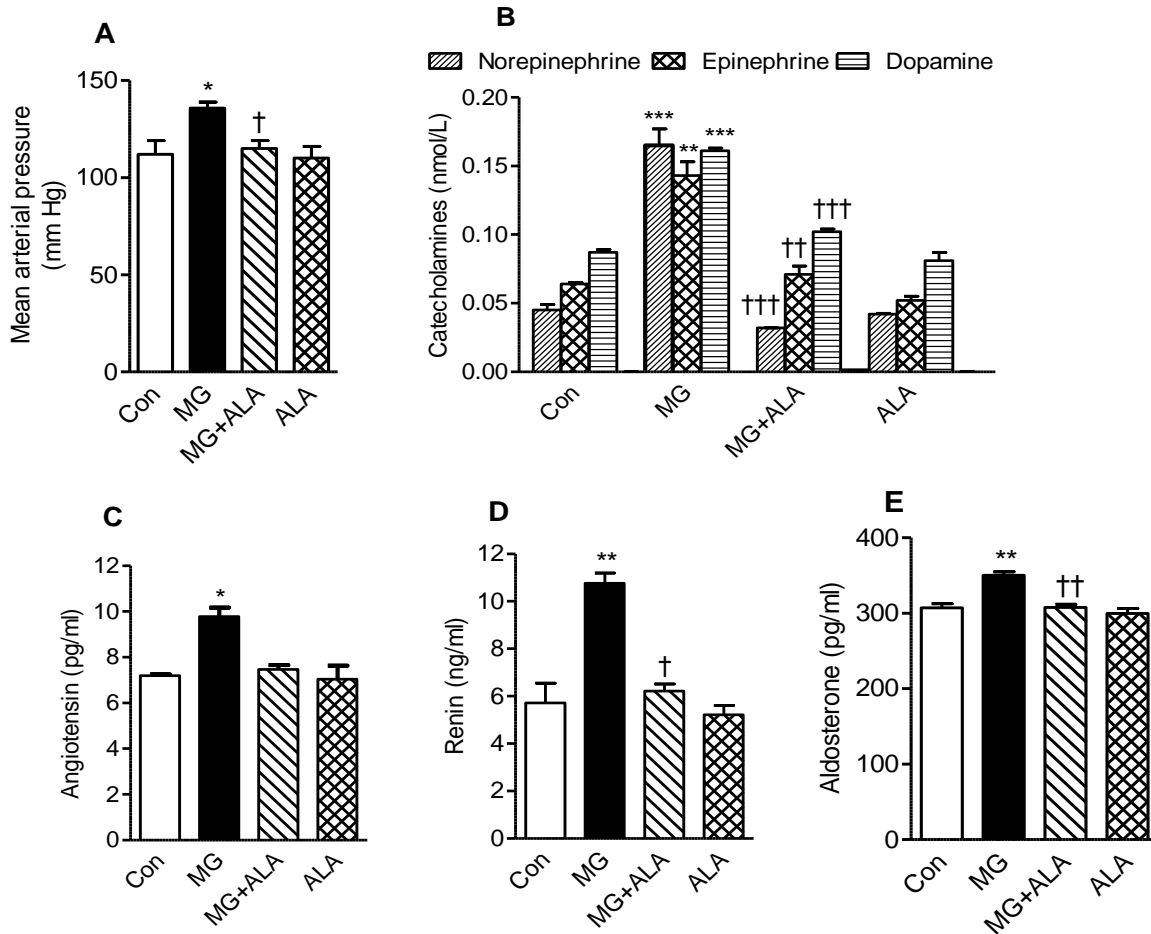 A
Mean arterial pressure
(mm Hg)
150
100
50
0
*
†
Con
MG
MG+ALA
ALA
B
Norepinephrine
Epinephrine
Dopamine
Catecholamines (nmol/L)
0.20
0.15
0.10
0.05
0.00
***
**
***
†††
††
†††
Con
MG
MG+ALA
ALA
C
Angiotensin (pg/ml)
12
10
8
6
4
2
0
*
Con
MG
MG+ALA
ALA
D
Renin (ng/ml)
12
10
8
6
4
2
0
**
†
Con
MG
MG+ALA
ALA
E
Aldosterone (pg/ml)
400
300
200
100
0
**
††
Con
MG
MG+ALA
ALA